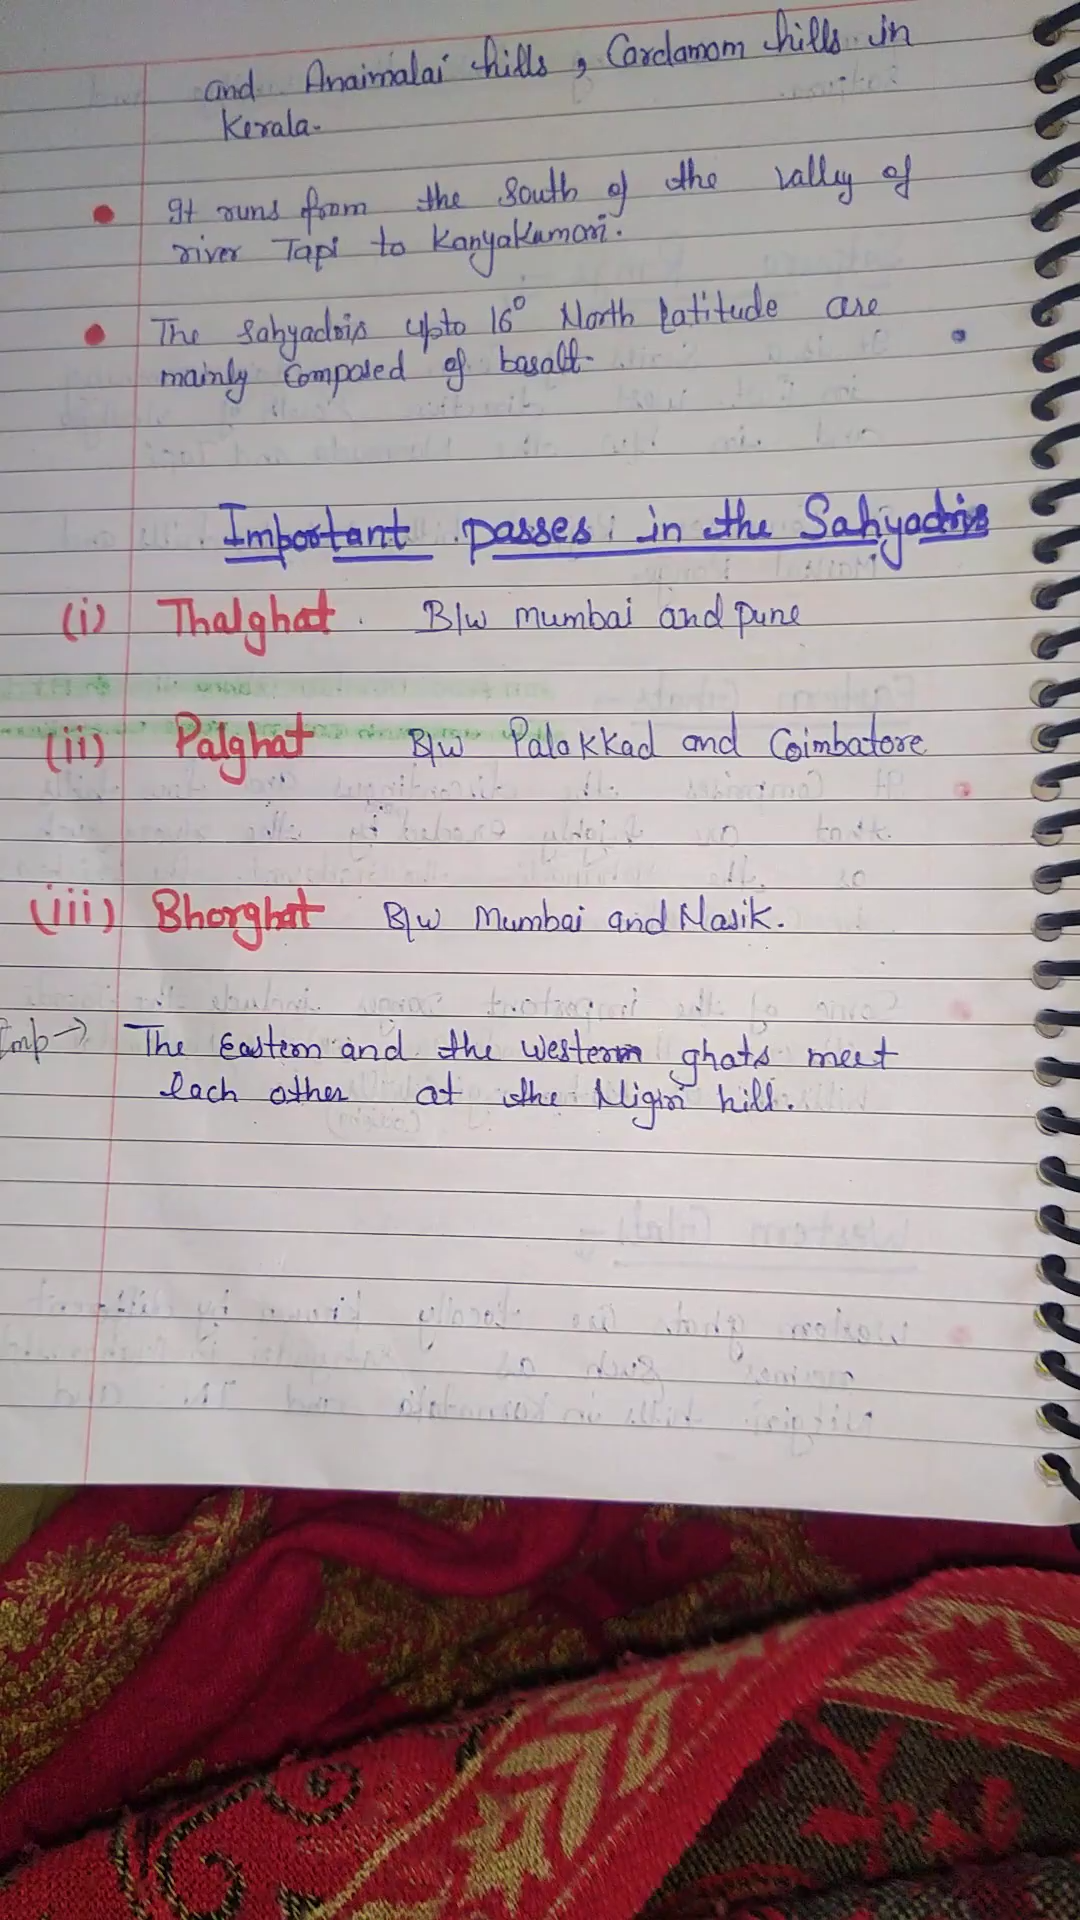 and Anaimalai hills, Cardamom hills in
Kerala.
It runs from the South of the valley of
river Tapi to Kanyakumari.
The Sahyadris upto 16° North Latitude are
mainly Composed of basalt.
Important passes in the Sahyadris
(i) Thalghat. B/w Mumbai and Pune
(ii) Palghat B/w Palakkad and Coimbatore
(iii) Bhorghat B/w Mumbai and Nasik.
Imp → The Eastern and the Western ghats meet
each other at the Nligiri hill.